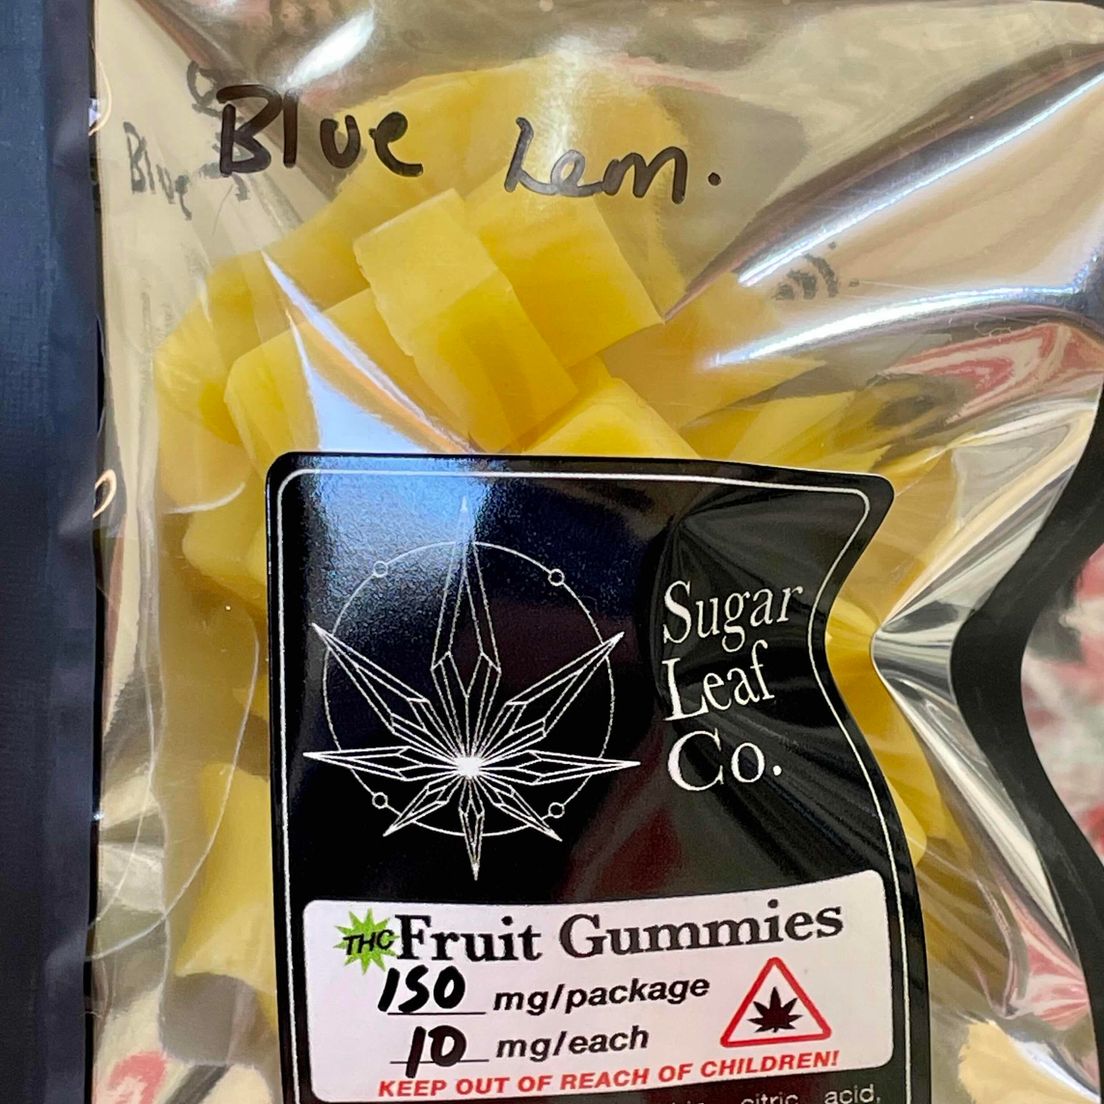 Blue Lem.
Blue
Sugar
Leaf
Co.
THC Fruit Gummies
150 mg/package
10 mg/each
KEEP OUT OF REACH OF CHILDREN!
citric acid,